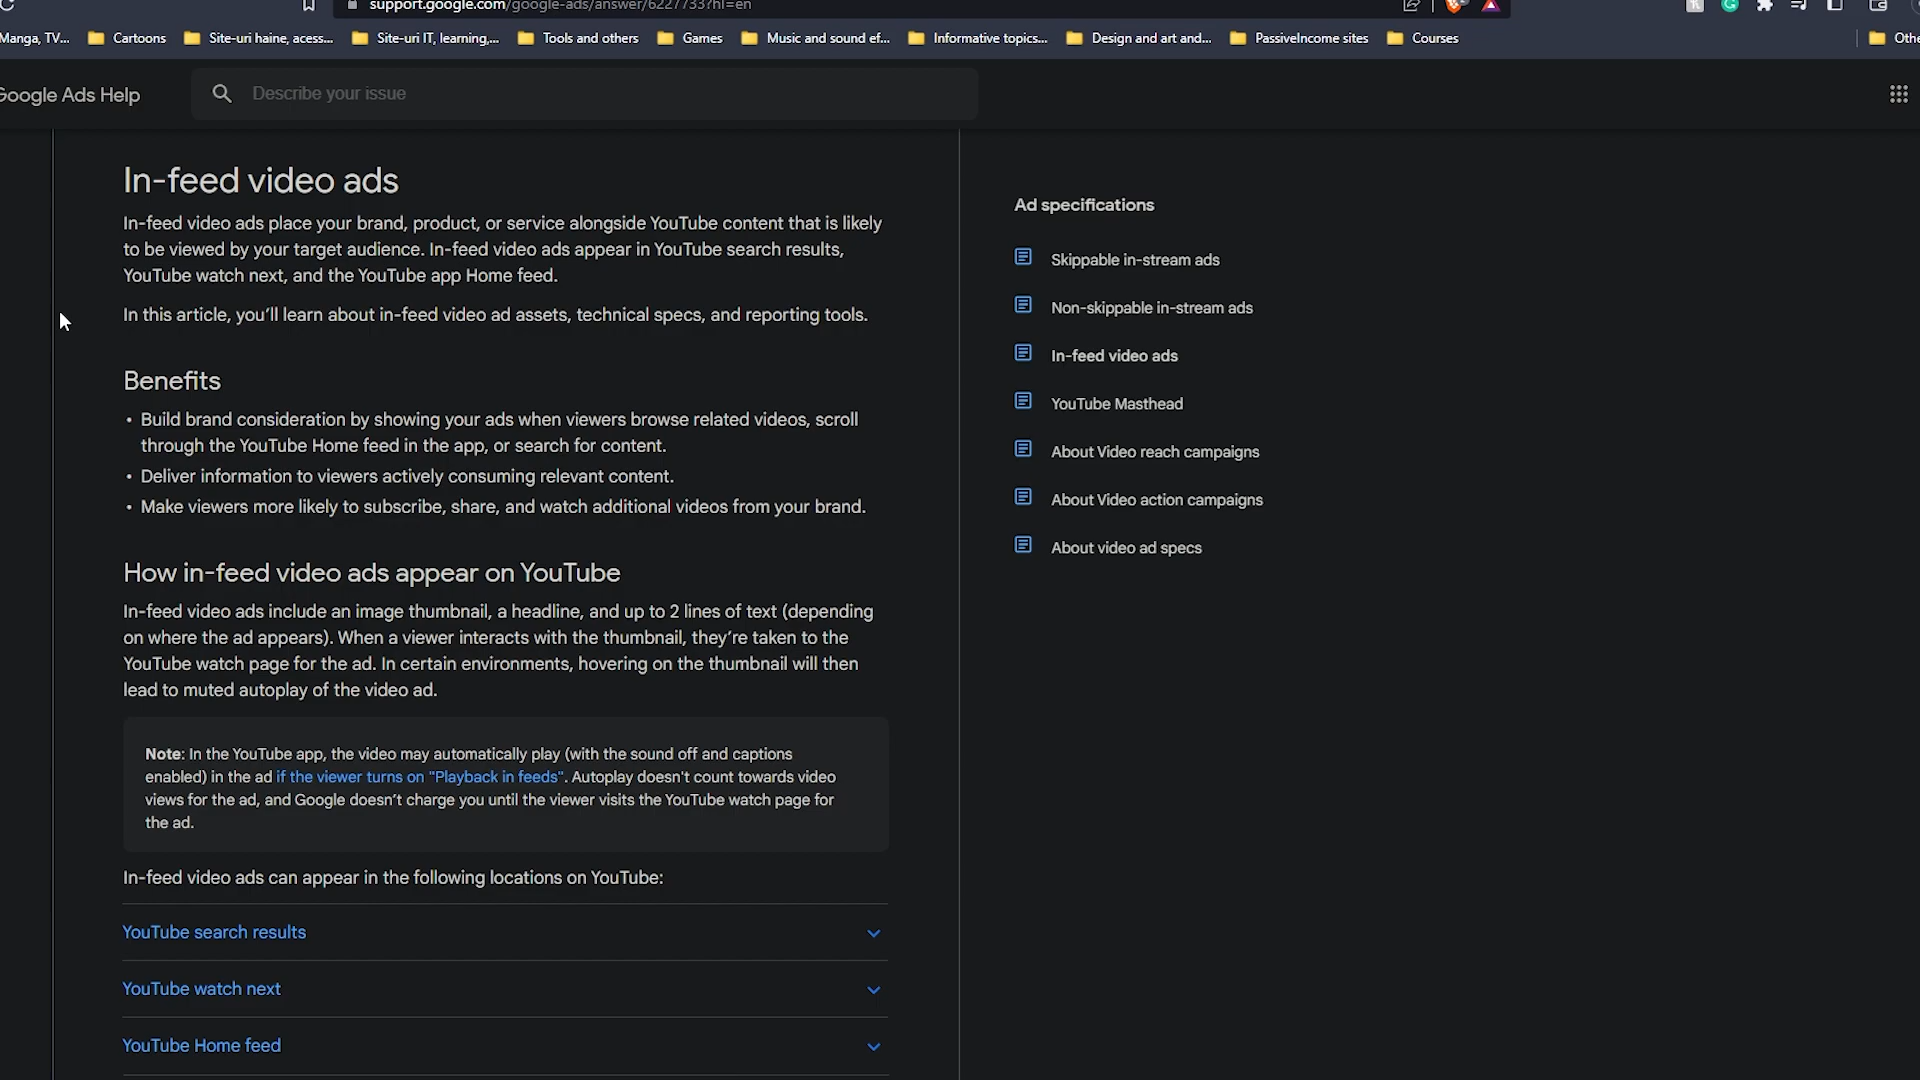 support.google.com/google-ads/answer/6227733?hl=en
Manga, TV...
Cartoons
Site-uri haine, acess...
Site-uri IT, learning,...
Tools and others
Games
Music and sound ef...
Informative topics...
Design and art and...
PassiveIncome sites
Courses
Othe
Google Ads Help
Describe your issue
In-feed video ads
In-feed video ads place your brand, product, or service alongside YouTube content that is likely
to be viewed by your target audience. In-feed video ads appear in YouTube search results,
YouTube watch next, and the YouTube app Home feed.
In this article, you’ll learn about in-feed video ad assets, technical specs, and reporting tools.
Benefits
• Build brand consideration by showing your ads when viewers browse related videos, scroll
through the YouTube Home feed in the app, or search for content.
• Deliver information to viewers actively consuming relevant content.
• Make viewers more likely to subscribe, share, and watch additional videos from your brand.
How in-feed video ads appear on YouTube
In-feed video ads include an image thumbnail, a headline, and up to 2 lines of text (depending
on where the ad appears). When a viewer interacts with the thumbnail, they’re taken to the
YouTube watch page for the ad. In certain environments, hovering on the thumbnail will then
lead to muted autoplay of the video ad.
Note: In the YouTube app, the video may automatically play (with the sound off and captions
enabled) in the ad if the viewer turns on "Playback in feeds". Autoplay doesn't count towards video
views for the ad, and Google doesn’t charge you until the viewer visits the YouTube watch page for
the ad.
In-feed video ads can appear in the following locations on YouTube:
YouTube search results
YouTube watch next
YouTube Home feed
Ad specifications
Skippable in-stream ads
Non-skippable in-stream ads
In-feed video ads
YouTube Masthead
About Video reach campaigns
About Video action campaigns
About video ad specs